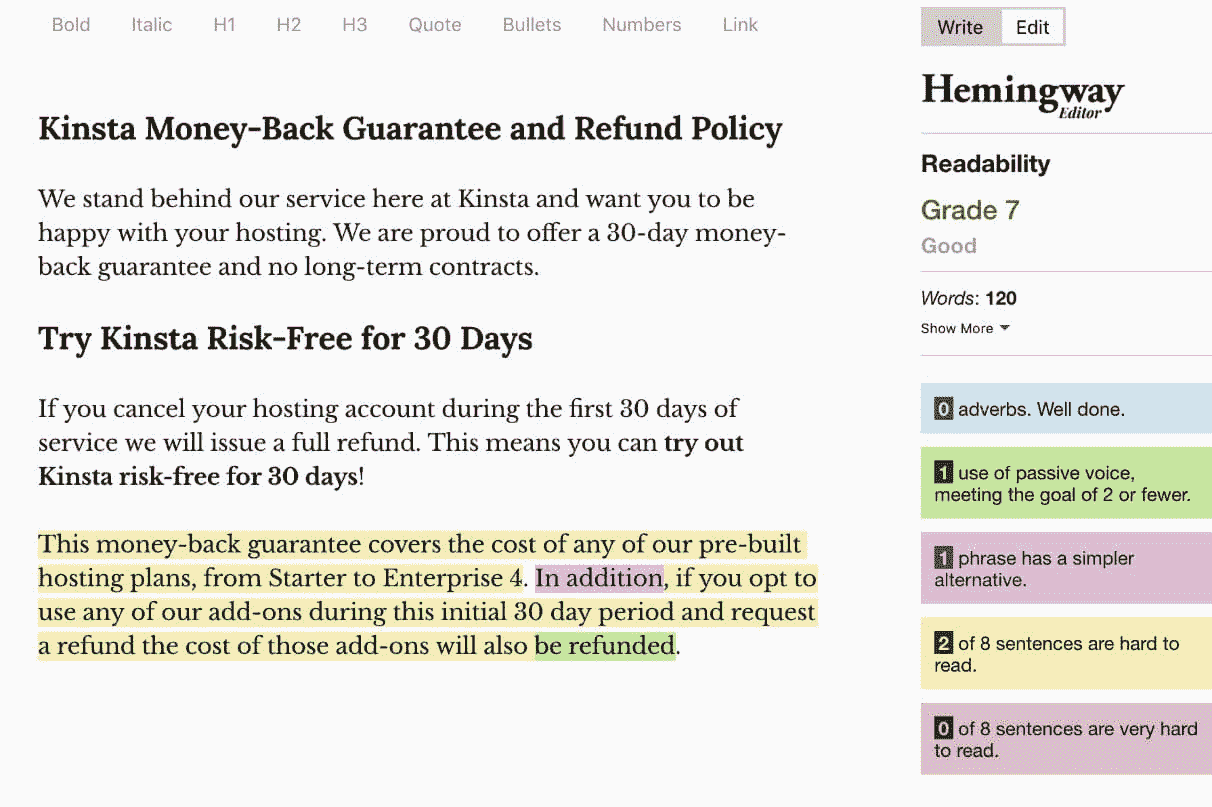 Bold Italic H1 H2 H3 Quote Bullets Numbers Link
Kinsta Money-Back Guarantee and Refund Policy
We stand behind our service here at Kinsta and want you to be
happy with your hosting. We are proud to offer a 30-day money-
back guarantee and no long-term contracts.
Try Kinsta Risk-Free for 30 Days
If you cancel your hosting account during the first 30 days of
service we will issue a full refund. This means you can try out
Kinsta risk-free for 30 days!
This money-back guarantee covers the cost of any of our pre-built
hosting plans, from Starter to Enterprise 4. In addition, if you opt to
use any of our add-ons during this initial 30 day period and request
a refund the cost of those add-ons will also be refunded.
Write Edit
Hemingway
Editor
Readability
Grade 7
Good
Words: 120
Show More
0 adverbs. Well done.
1 use of passive voice,
meeting the goal of 2 or fewer.
1 phrase has a simpler
alternative.
2 of 8 sentences are hard to
read.
0 of 8 sentences are very hard
to read.